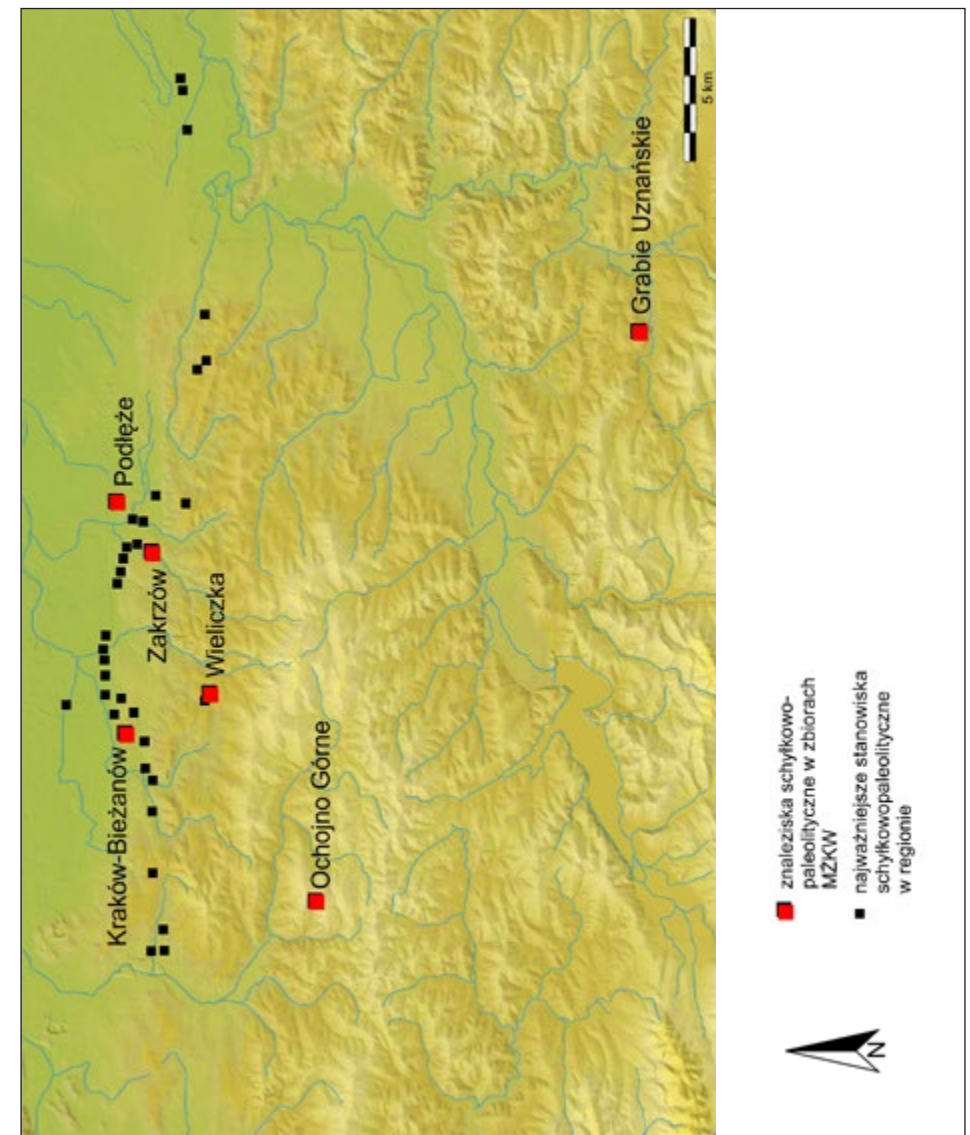 Podłęże
Zakrzów
Wieliczka
Kraków-Bieżanów
Ochojno Górne
Grabie Uznańskie
5 km
znaleziska schyłkowo-
paleolityczne w zbiorach
MŻKW
najważniejsze stanowiska
schyłkowopaleolityczne
w regionie
N